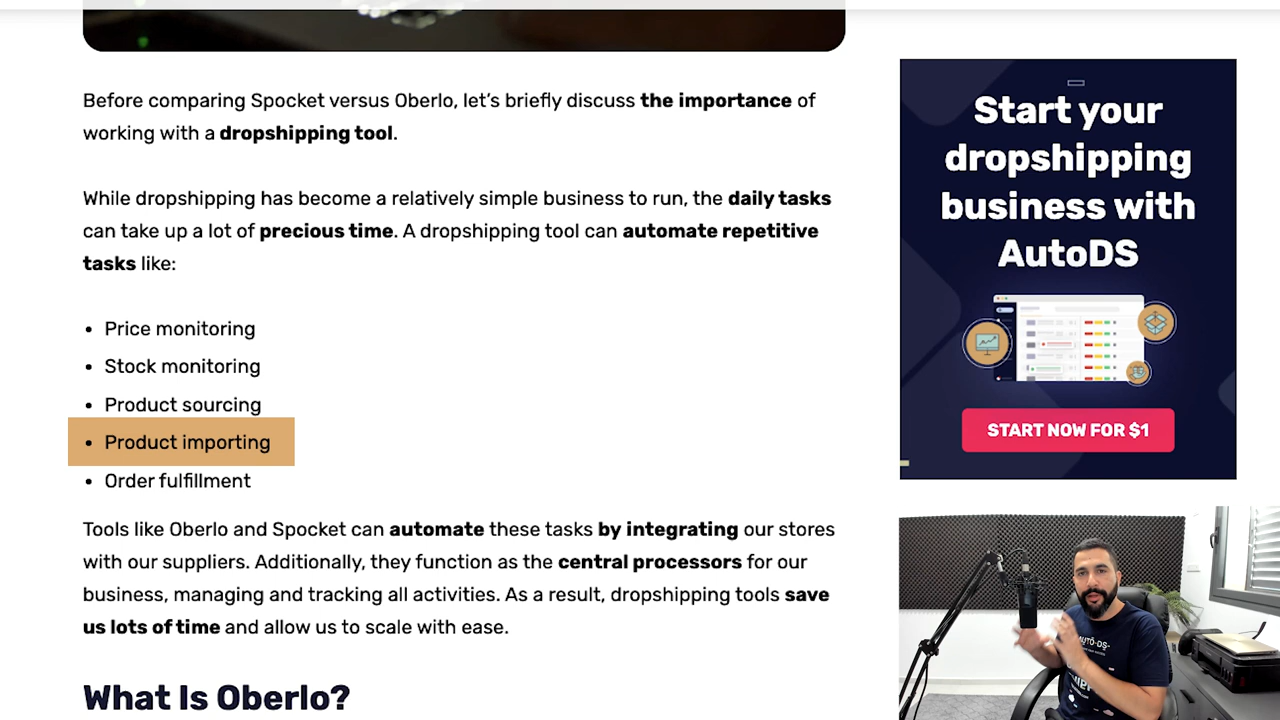 Before comparing Spocket versus Oberlo, let’s briefly discuss the importance of
working with a dropshipping tool.
While dropshipping has become a relatively simple business to run, the daily tasks
can take up a lot of precious time. A dropshipping tool can automate repetitive
tasks like:
• Price monitoring
• Stock monitoring
• Product sourcing
• Product importing
• Order fulfillment
Tools like Oberlo and Spocket can automate these tasks by integrating our stores
with our suppliers. Additionally, they function as the central processors for our
business, managing and tracking all activities. As a result, dropshipping tools save
us lots of time and allow us to scale with ease.
What Is Oberlo?
Start your
dropshipping
business with
AutoDS
START NOW FOR $1
AUTO-DS